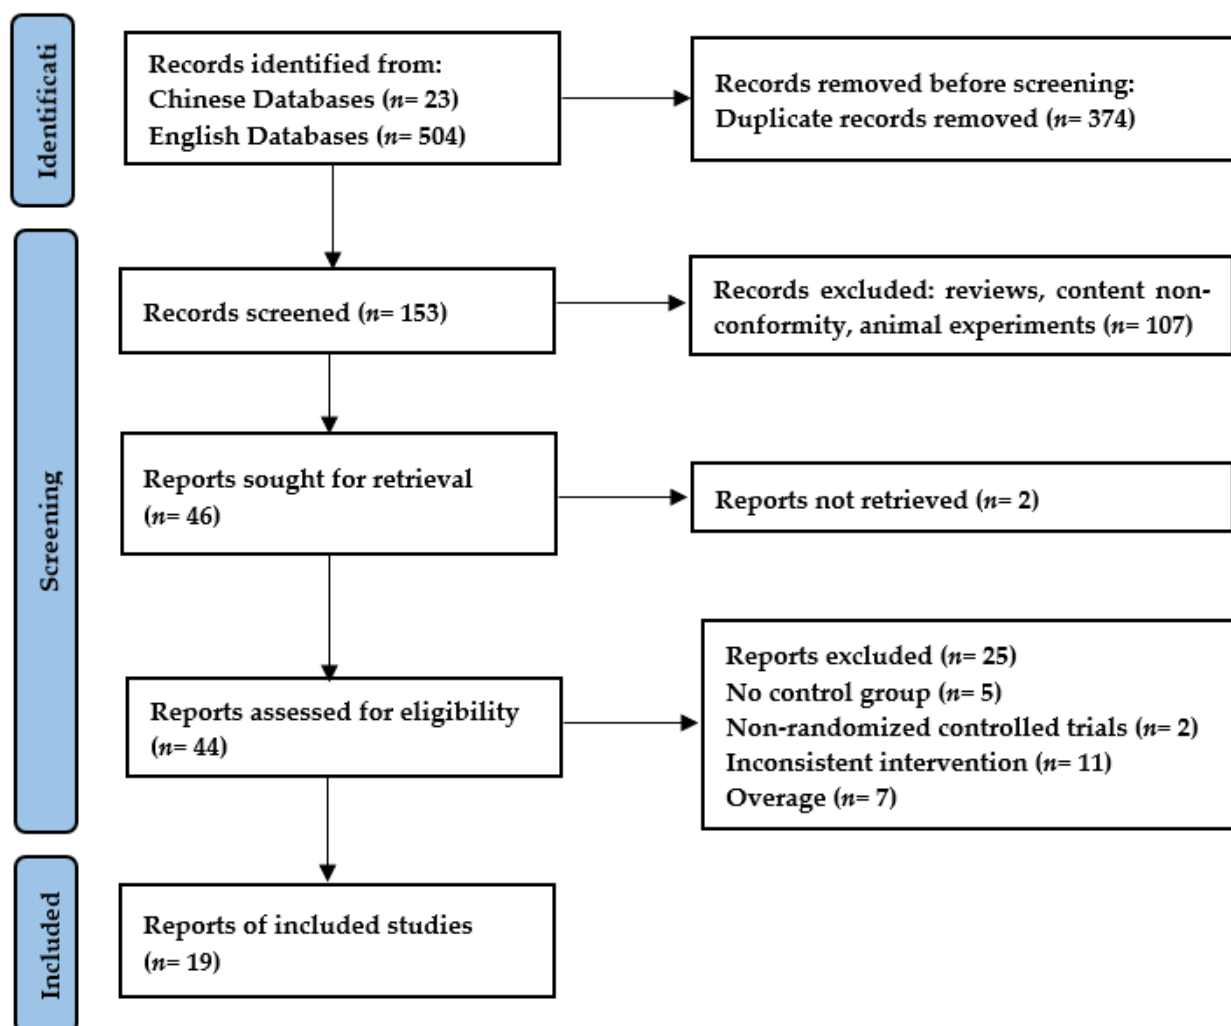 Identificati
Records identified from:
Chinese Databases (n= 23)
English Databases (n= 504)
Records removed before screening:
Duplicate records removed (n= 374)
Screening
Records screened (n= 153)
Records excluded: reviews, content non-
conformity, animal experiments (n= 107)
Reports sought for retrieval
(n= 46)
Reports not retrieved (n= 2)
Reports assessed for eligibility
(n= 44)
Reports excluded (n= 25)
No control group (n= 5)
Non-randomized controlled trials (n= 2)
Inconsistent intervention (n= 11)
Overage (n= 7)
Included
Reports of included studies
(n= 19)